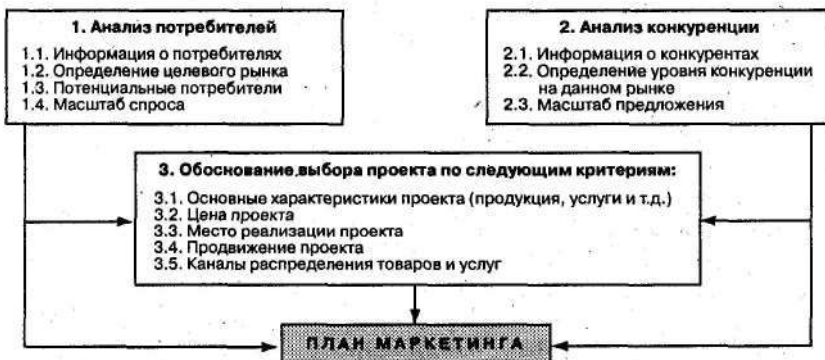 1. Анализ потребителей
1.1. Информация о потребителях
1.2. Определение целевого рынка
1.3. Потенциальные потребители
1.4. Масштаб спроса
2. Анализ конкуренции
2.1. Информация о конкурентах
2.2. Определение уровня конкуренции
на данном рынке
2.3. Масштаб предложения
3. Обоснование выбора проекта по следующим критериям:
3.1. Основные характеристики проекта (продукция, услуги и т.д.)
3.2. Цена проекта
3.3. Место реализации проекта
3.4. Продвижение проекта
3.5. Каналы распределения товаров и услуг
ПЛАН МАРКЕТИНГА